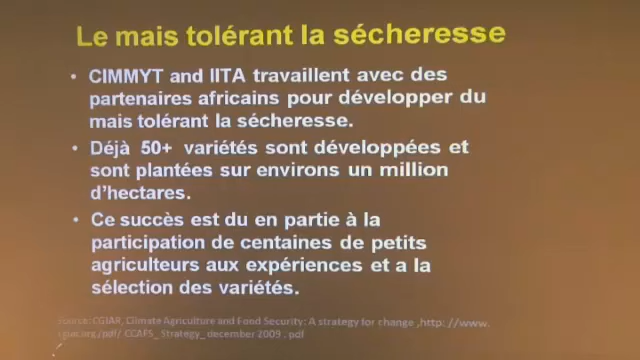 Le mais tolérant la sécheresse
• CIMMYT and IITA travaillent avec des
partenaires africains pour développer du
mais tolérant la sécheresse.
• Déjà 50+ variétés sont développées et
sont plantées sur environs un million
d'hectares.
• Ce succès est du en partie à la
participation de centaines de petits
agriculteurs aux expériences et a la
sélection des variétés.
Source: CGIAR, Climate Agriculture and Food Security: A strategy for change ,http://www.
cgiar.org/pdf/ CCAFS_ Strategy_ december 2009 . pdf